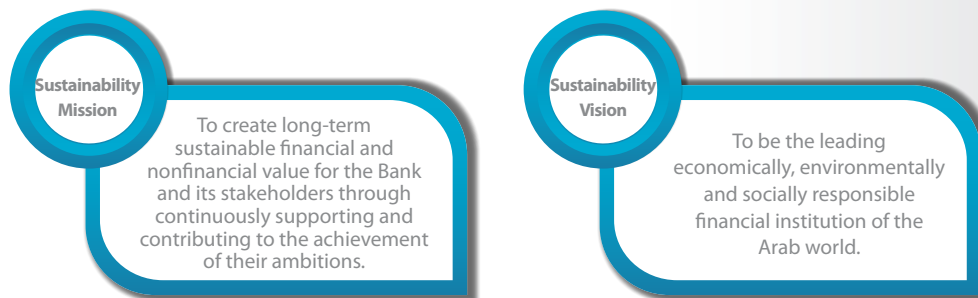 Sustainability
Mission
To create long-term
sustainable financial and
nonfinancial value for the Bank
and its stakeholders through
continuously supporting and
contributing to the achievement
of their ambitions.
Sustainability
Vision
To be the leading
economically, environmentally
and socially responsible
financial institution of the
Arab world.